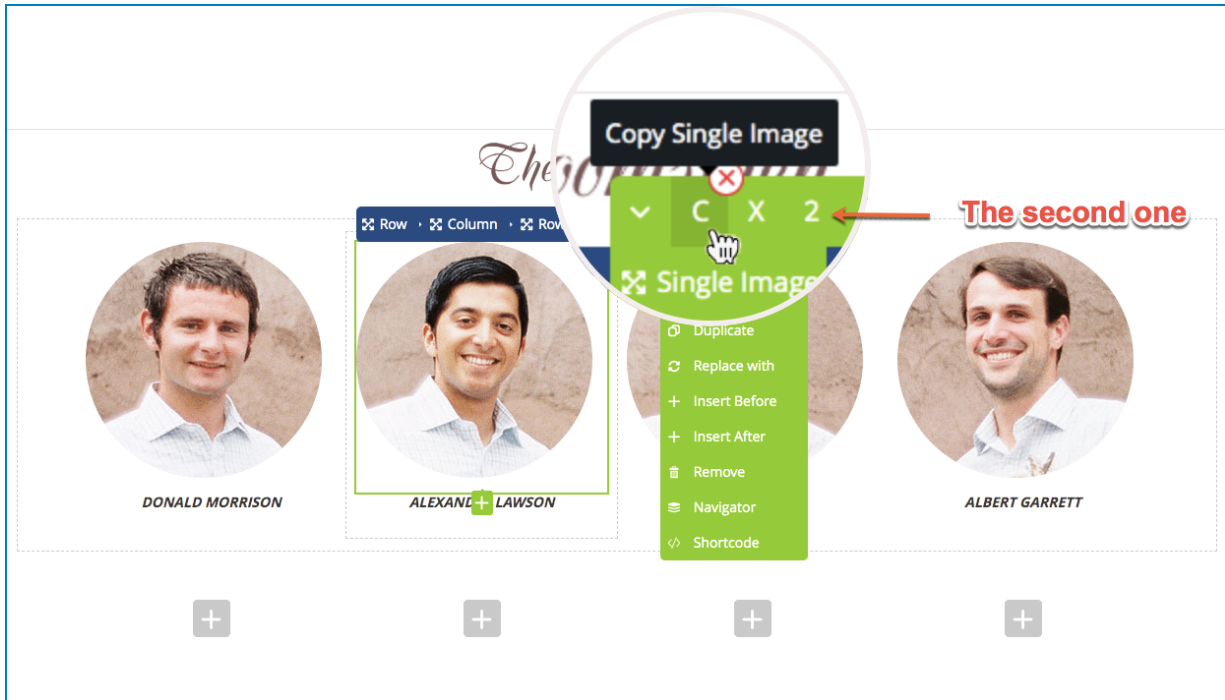 Copy Single Image
The
C X 2
The second one
Row Column Row
Single Image
Duplicate
Replace with
Insert Before
Insert After
Remove
Navigator
Shortcode
DONALD MORRISON
LAWSON
ALBERT GARRETT